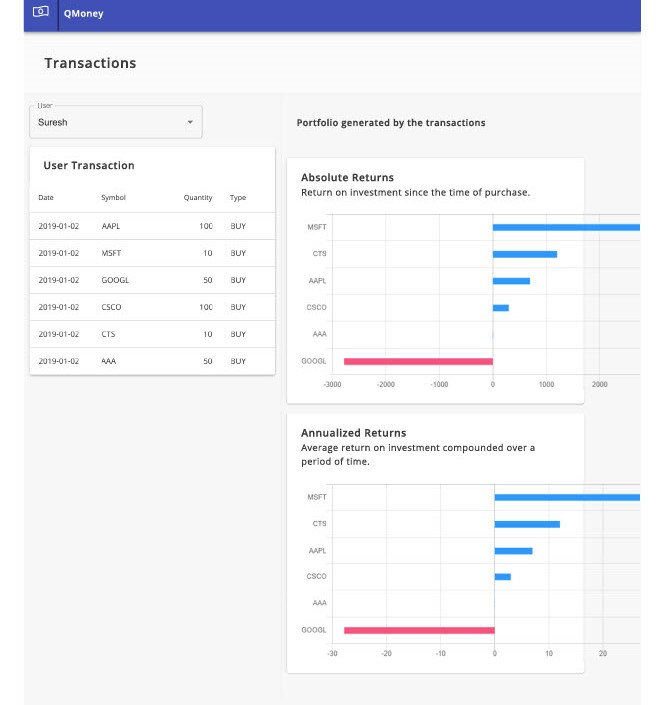 QMoney
Transactions
User
Suresh
User Transaction
Date Symbol Quantity Type
2019-01-02 AAPL 100 BUY
2019-01-02 MSFT 10 BUY
2019-01-02 GOOGL 50 BUY
2019-01-02 CSCO 100 BUY
2019-01-02 CTS 10 BUY
2019-01-02 AAA 50 BUY
Portfolio generated by the transactions
Absolute Returns
Return on investment since the time of purchase.
MSFT
CTS
AAPL
CSCO
AAA
GOOGL
-3000 -2000 -1000 0 1000 2000
Annualized Returns
Average return on investment compounded over a
period of time.
MSFT
CTS
AAPL
CSCO
AAA
GOOGL
-30 -20 -10 0 10 20